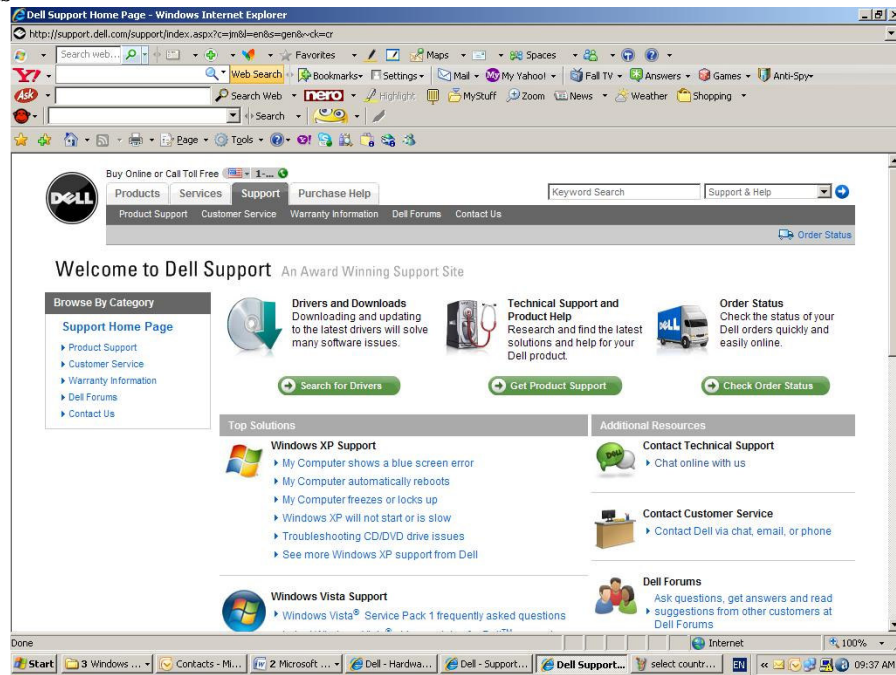 Dell Support Home Page - Windows Internet Explorer
http://support.dell.com/support/index.aspx?c=jm&l=en&s=gen&~ck=cr
Search web... Favorites Maps Spaces
Web Search Bookmarks Settings Mail My Yahoo! Fall TV Answers Games Anti-Spy
Ask Search Web nero Highlight MyStuff Zoom News Weather Shopping
Search
Page Tools
Buy Online or Call Toll Free 1-...
DELL
Products Services Support Purchase Help Keyword Search Support & Help
Product Support Customer Service Warranty Information Dell Forums Contact Us
Order Status
Welcome to Dell Support An Award Winning Support Site
Browse By Category
Support Home Page
Product Support
Customer Service
Warranty Information
Dell Forums
Contact Us
Drivers and Downloads
Downloading and updating
to the latest drivers will solve
many software issues.
Search for Drivers
Technical Support and
Product Help
Research and find the latest
solutions and help for your
Dell product.
Get Product Support
DELL
Order Status
Check the status of your
Dell orders quickly and
easily online.
Check Order Status
Top Solutions
Windows XP Support
My Computer shows a blue screen error
My Computer automatically reboots
My Computer freezes or locks up
Windows XP will not start or is slow
Troubleshooting CD/DVD drive issues
See more Windows XP support from Dell
Windows Vista Support
Windows Vista® Service Pack 1 frequently asked questions
Additional Resources
Contact Technical Support
Chat online with us
Contact Customer Service
Contact Dell via chat, email, or phone
Dell Forums
Ask questions, get answers and read
suggestions from other customers at
Dell Forums
Done Internet 100%
Start 3 Windows ... Contacts - Mi... 2 Microsoft ... Dell - Hardwa... Dell - Support... Dell Support... select countr... EN 09:37 AM